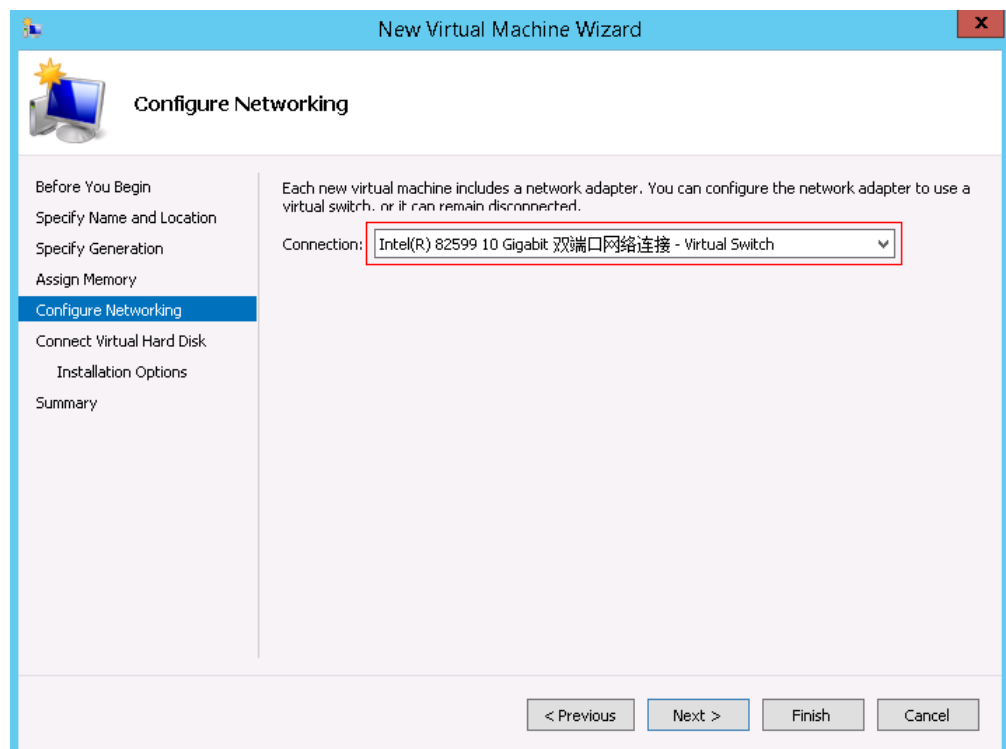 New Virtual Machine Wizard
x
Configure Networking
Before You Begin
Specify Name and Location
Specify Generation
Assign Memory
Configure Networking
Connect Virtual Hard Disk
Installation Options
Summary
Each new virtual machine includes a network adapter. You can configure the network adapter to use a
virtual switch, or it can remain disconnected.
Connection: Intel(R) 82599 10 Gigabit 双端口网络连接 - Virtual Switch
< Previous
Next >
Finish
Cancel